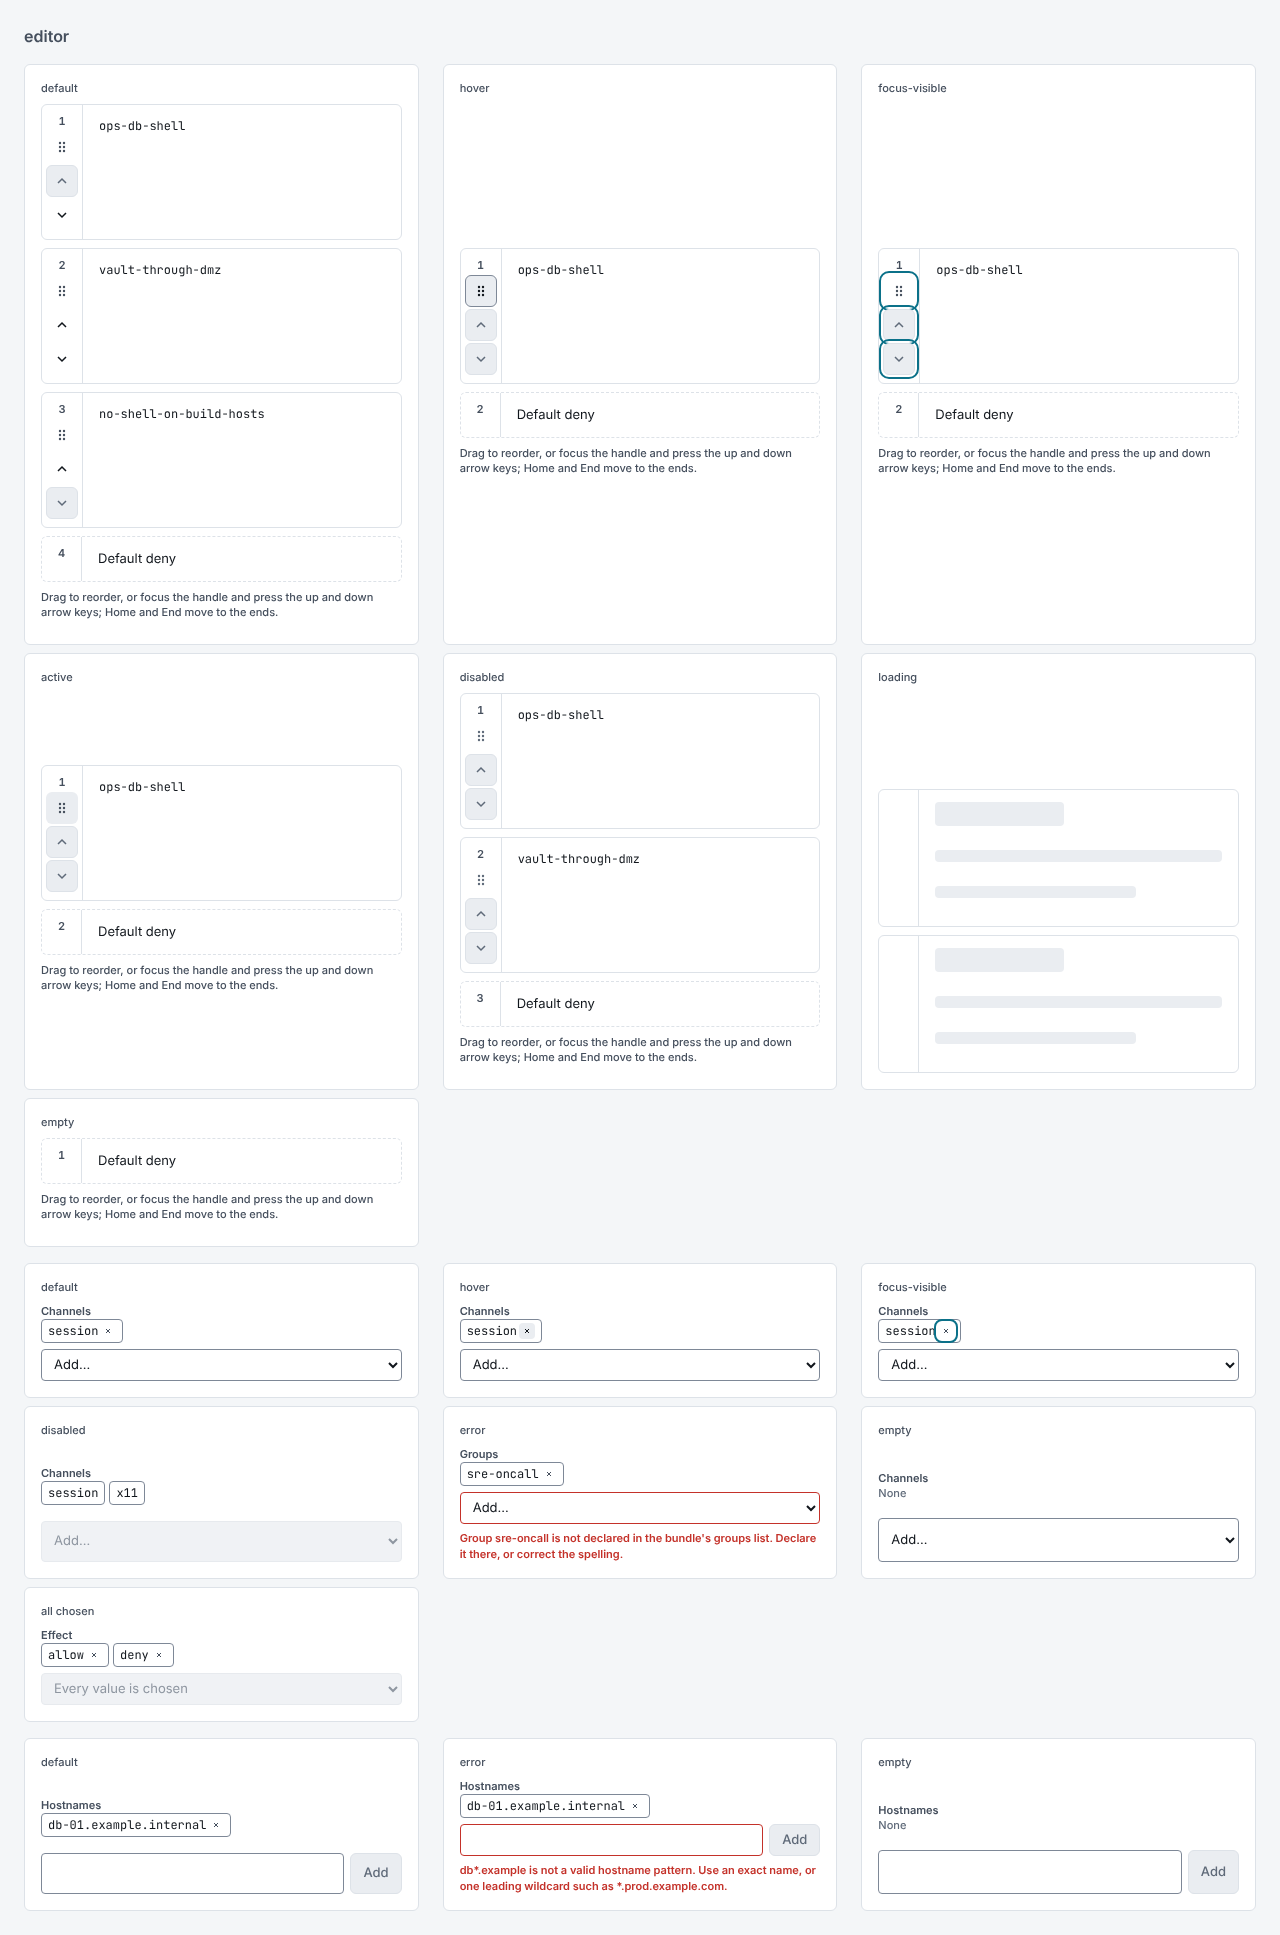 editor
default
1
ops-db-shell
2
vault-through-dmz
3
no-shell-on-build-hosts
4
Default deny
Drag to reorder, or focus the handle and press the up and down
arrow keys; Home and End move to the ends.
hover
1
ops-db-shell
2
Default deny
Drag to reorder, or focus the handle and press the up and down
arrow keys; Home and End move to the ends.
focus-visible
1
ops-db-shell
2
Default deny
Drag to reorder, or focus the handle and press the up and down
arrow keys; Home and End move to the ends.
active
1
ops-db-shell
2
Default deny
Drag to reorder, or focus the handle and press the up and down
arrow keys; Home and End move to the ends.
disabled
1
ops-db-shell
2
vault-through-dmz
3
Default deny
Drag to reorder, or focus the handle and press the up and down
arrow keys; Home and End move to the ends.
loading
empty
1
Default deny
Drag to reorder, or focus the handle and press the up and down
arrow keys; Home and End move to the ends.
default
Channels
session ×
Add...
hover
Channels
session ×
Add...
focus-visible
Channels
session ×
Add...
disabled
Channels
session x11
Add...
error
Groups
sre-oncall ×
Add...
Group sre-oncall is not declared in the bundle's groups list. Declare
it there, or correct the spelling.
empty
Channels
None
Add...
all chosen
Effect
allow × deny ×
Every value is chosen
default
Hostnames
db-01.example.internal ×
Add
error
Hostnames
db-01.example.internal ×
Add
db*.example is not a valid hostname pattern. Use an exact name, or
one leading wildcard such as *.prod.example.com.
empty
Hostnames
None
Add